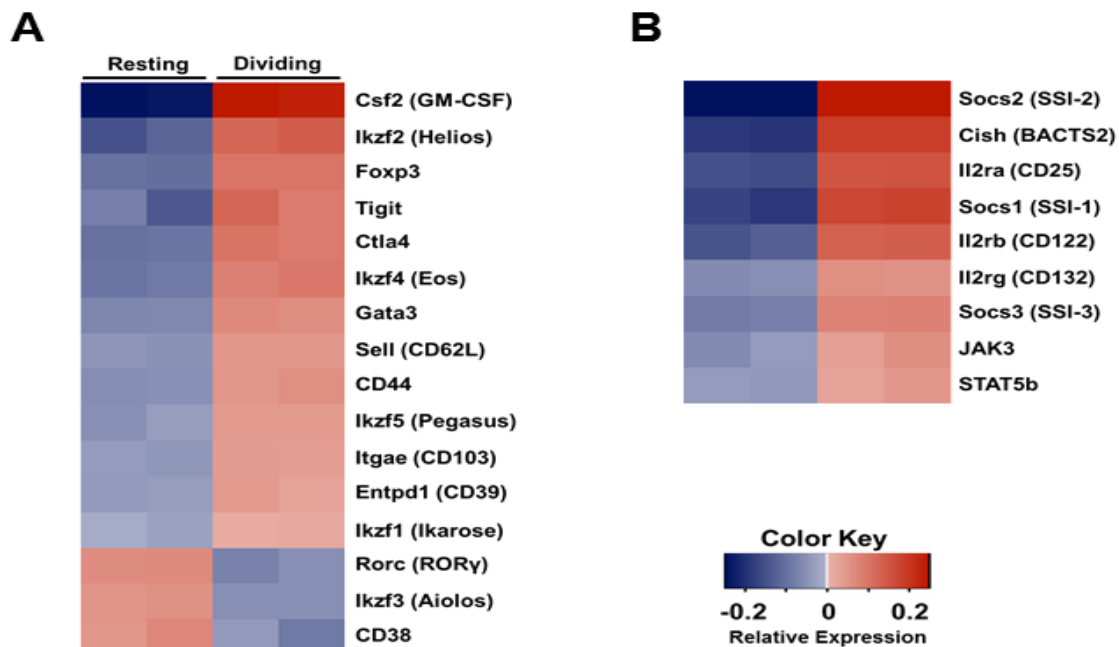 A
Resting Dividing
Csf2 (GM-CSF)
Ikzf2 (Helios)
Foxp3
Tigit
Ctla4
Ikzf4 (Eos)
Gata3
Sell (CD62L)
CD44
Ikzf5 (Pegasus)
Itgae (CD103)
Entpd1 (CD39)
Ikzf1 (Ikarose)
Rorc (RORγ)
Ikzf3 (Aiolos)
CD38
B
Socs2 (SSI-2)
Cish (BACTS2)
Il2ra (CD25)
Socs1 (SSI-1)
Il2rb (CD122)
Il2rg (CD132)
Socs3 (SSI-3)
JAK3
STAT5b
Color Key
-0.2 0 0.2
Relative Expression